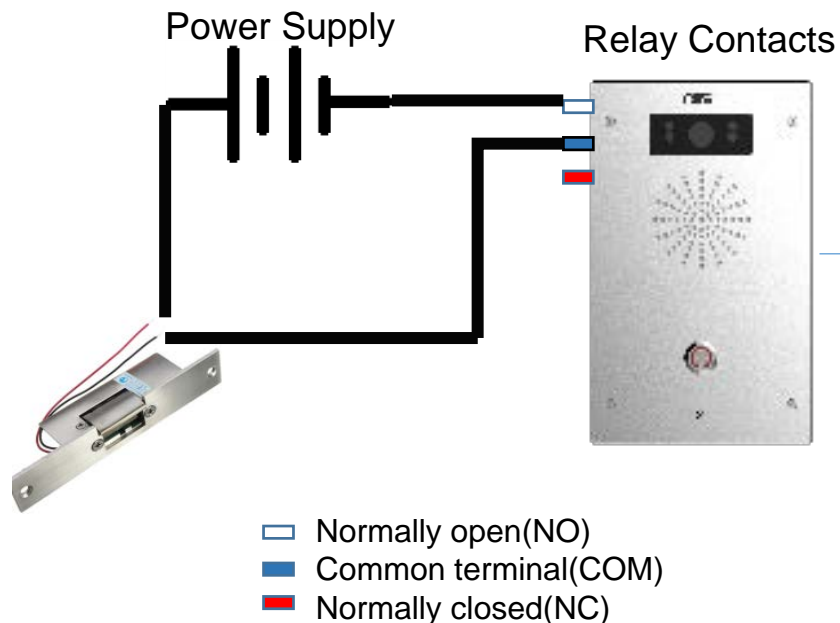 Power Supply
Relay Contacts
Normally open(NO)
Common terminal(COM)
Normally closed(NC)